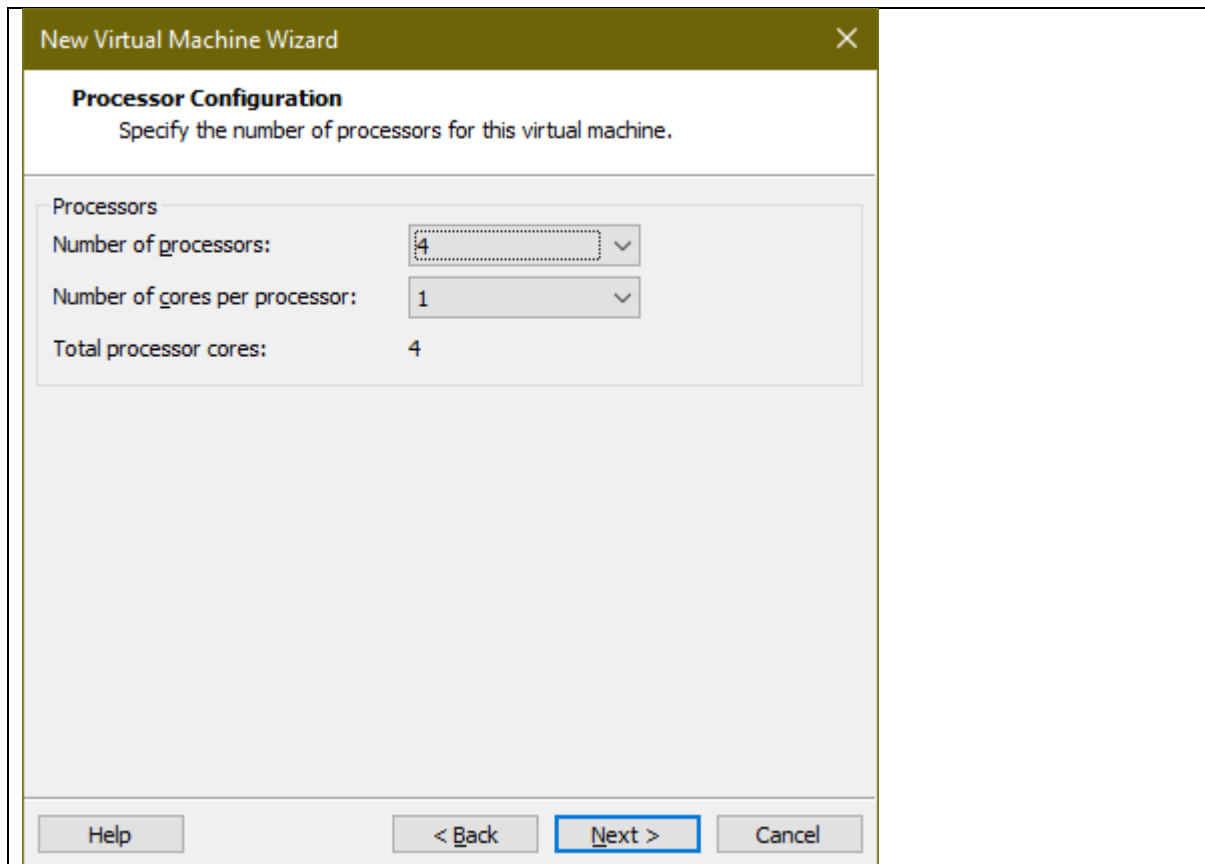 New Virtual Machine Wizard
Processor Configuration
Specify the number of processors for this virtual machine.
Processors
Number of processors: 4
Number of cores per processor: 1
Total processor cores: 4
Help < Back Next > Cancel